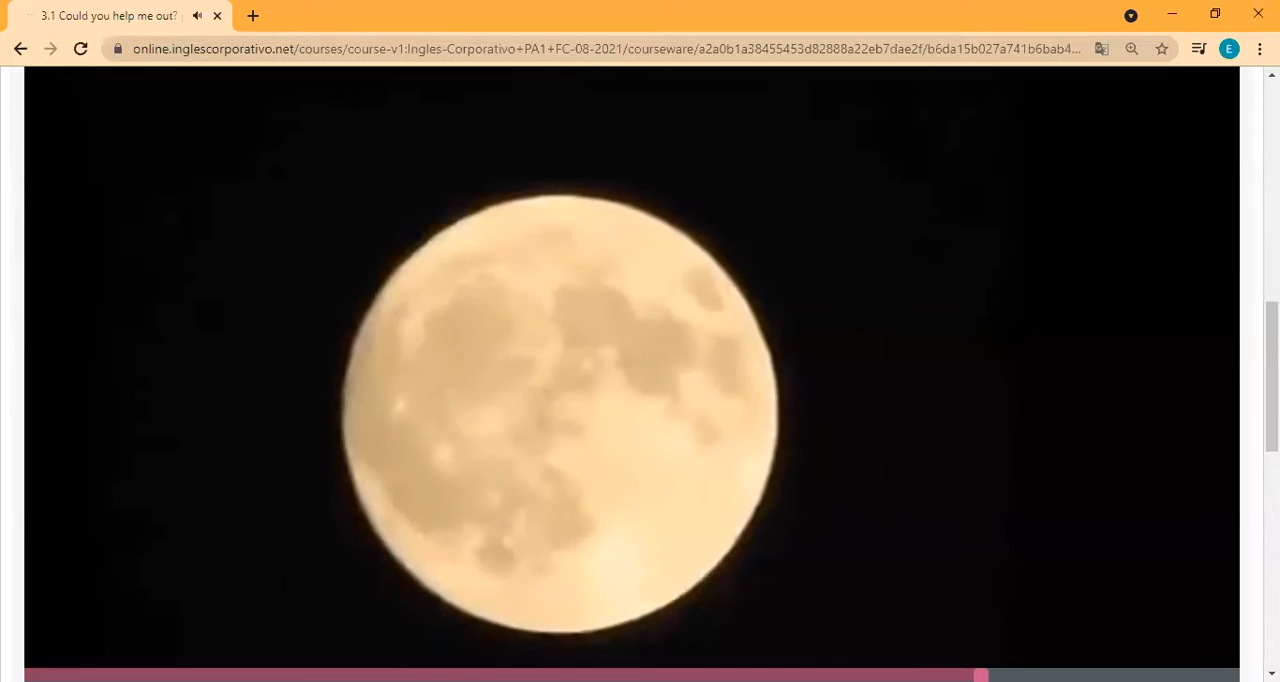 3.1 Could you help me out?
online.inglescorporativo.net/courses/course-v1:Ingles-Corporativo+PA1+FC-08-2021/courseware/a2a0b1a38455453d82888a22eb7dae2f/b6da15b027a741b6bab4...
E